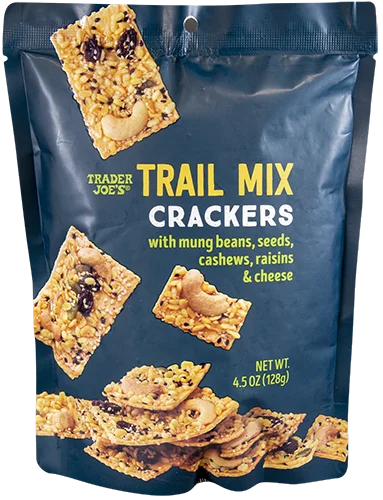 TRADER
JOE'S®
TRAIL MIX
CRACKERS
with mung beans, seeds,
cashews, raisins
& cheese
NET WT.
4.5 OZ (128g)